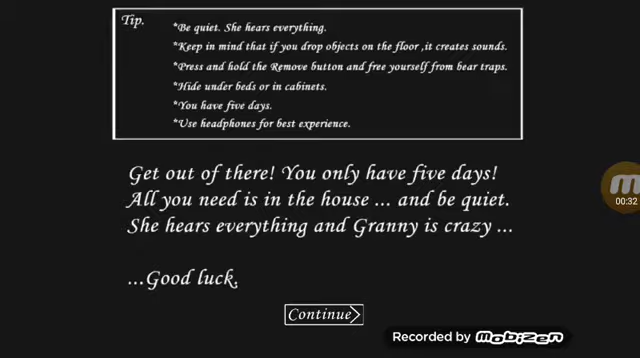 Tip.
*Be quiet. She hears everything.
*Keep in mind that if you drop objects on the floor ,it creates sounds.
*Press and hold the Remove button and free yourself from bear traps.
*Hide under beds or in cabinets.
*You have five days.
*Use headphones for best experience.
Get out of there! You only have five days!
All you need is in the house ... and be quiet.
She hears everything and Granny is crazy ...
...Good luck.
Continue
00:32
Recorded by mobizen